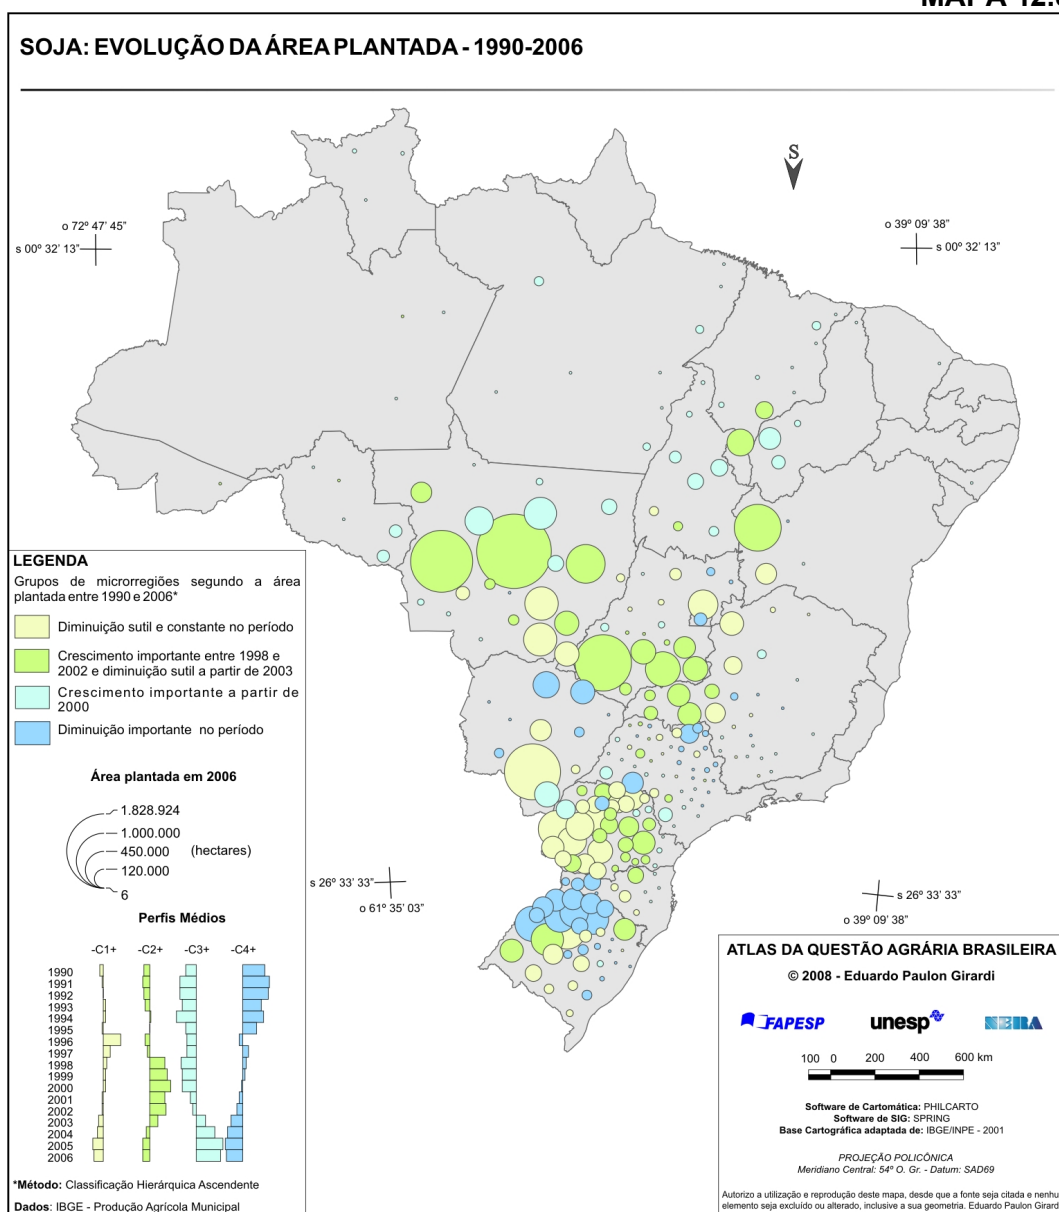 SOJA: EVOLUÇÃO DA ÁREA PLANTADA - 1990-2006
S
o 72º 47' 45"
s 00º 32' 13"
o 39º 09' 38"
s 00º 32' 13"
LEGENDA
Grupos de microrregiões segundo a área
plantada entre 1990 e 2006*
Diminuição sutil e constante no período
Crescimento importante entre 1998 e
2002 e diminuição sutil a partir de 2003
Crescimento importante a partir de
2000
Diminuição importante no período
Área plantada em 2006
1.828.924
1.000.000
450.000 (hectares)
120.000
6
s 26º 33' 33"
o 61º 35' 03"
s 26º 33' 33"
o 39º 09' 38"
Perfis Médios
-C1+ -C2+ -C3+ -C4+
1990
1991
1992
1993
1994
1995
1996
1997
1998
1999
2000
2001
2002
2003
2004
2005
2006
*Método: Classificação Hierárquica Ascendente
Dados: IBGE - Produção Agrícola Municipal
ATLAS DA QUESTÃO AGRÁRIA BRASILEIRA
© 2008 - Eduardo Paulon Girardi
FAPESP unesp NERA
100 0 200 400 600 km
Software de Cartomática: PHILCARTO
Software de SIG: SPRING
Base Cartográfica adaptada de: IBGE/INPE - 2001
PROJEÇÃO POLICÔNICA
Meridiano Central: 54º O. Gr. - Datum: SAD69
Autorizo a utilização e reprodução deste mapa, desde que a fonte seja citada e nenhu
elemento seja excluído ou alterado, inclusive a sua geometria. Eduardo Paulon Girard